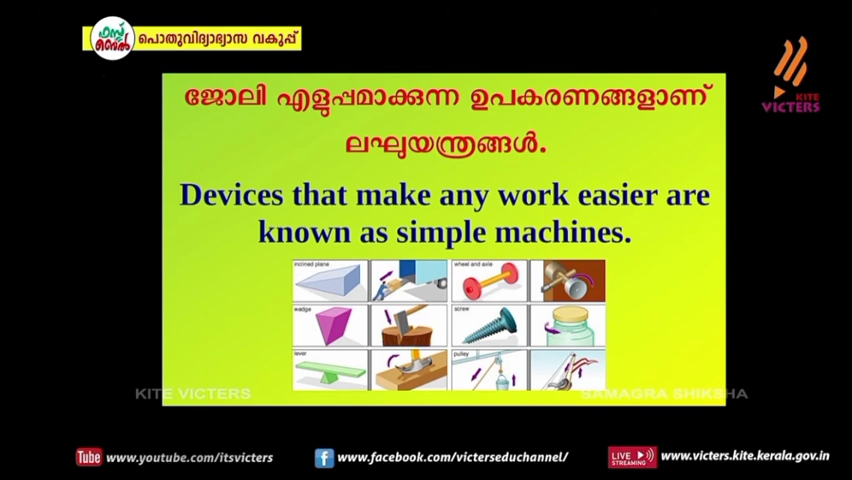 ഫസ്റ്റ്
ബെൽ
പൊതുവിദ്യാഭ്യാസ വകുപ്പ്
KITE
VICTERS
ജോലി എളുപ്പമാക്കുന്ന ഉപകരണങ്ങളാണ്
ലഘുയന്ത്രങ്ങൾ.
Devices that make any work easier are
known as simple machines.
inclined plane
wheel and axle
wedge
screw
lever
pulley
KITE VICTERS
SAMAGRA SHIKSHA
You Tube www.youtube.com/itsvicters
f www.facebook.com/victerseduchannel/
LIVE STREAMING www.victers.kite.kerala.gov.in